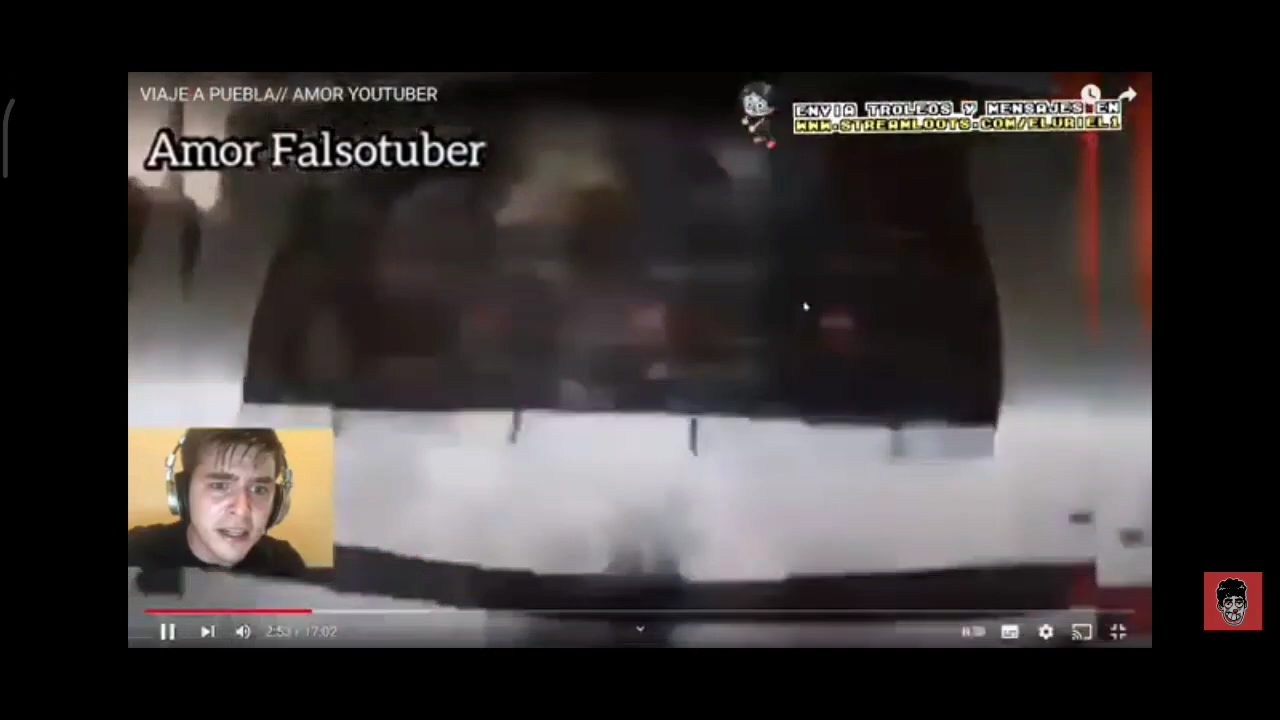 VIAJE A PUEBLA// AMOR YOUTUBER
ENVIA TROLEOS Y MENSAJES EN
WWW.STREAMLOOTS.COM/ELURIEL1
Amor Falsotuber
2:53 / 17:02